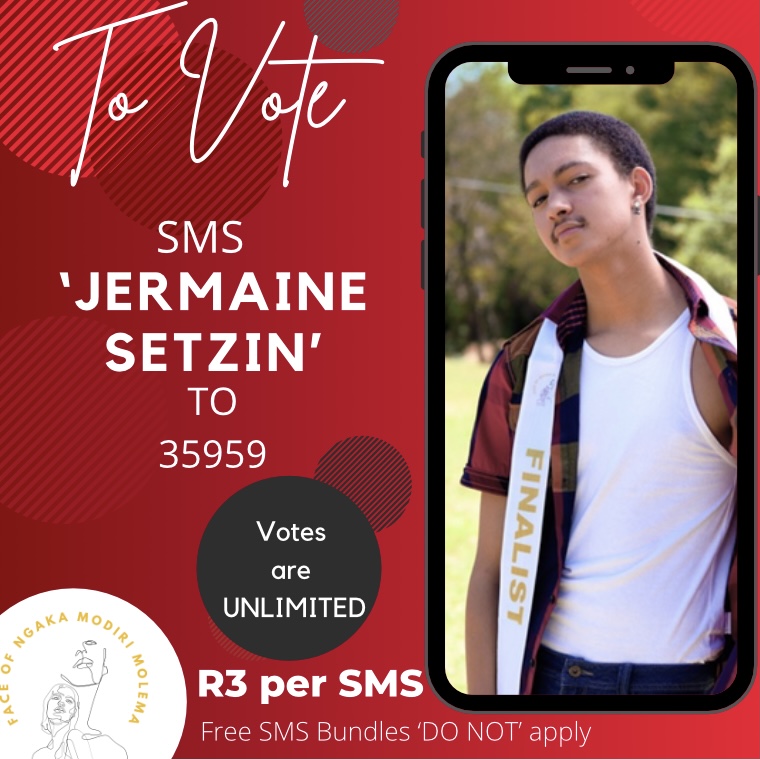 To Vote
SMS
‘JERMAINE
SETZIN’
TO
35959
Votes
are
UNLIMITED
R3 per SMS
Free SMS Bundles ‘DO NOT’ apply
FACE OF NGAKA MODIRI MOLEMA
FINALIST